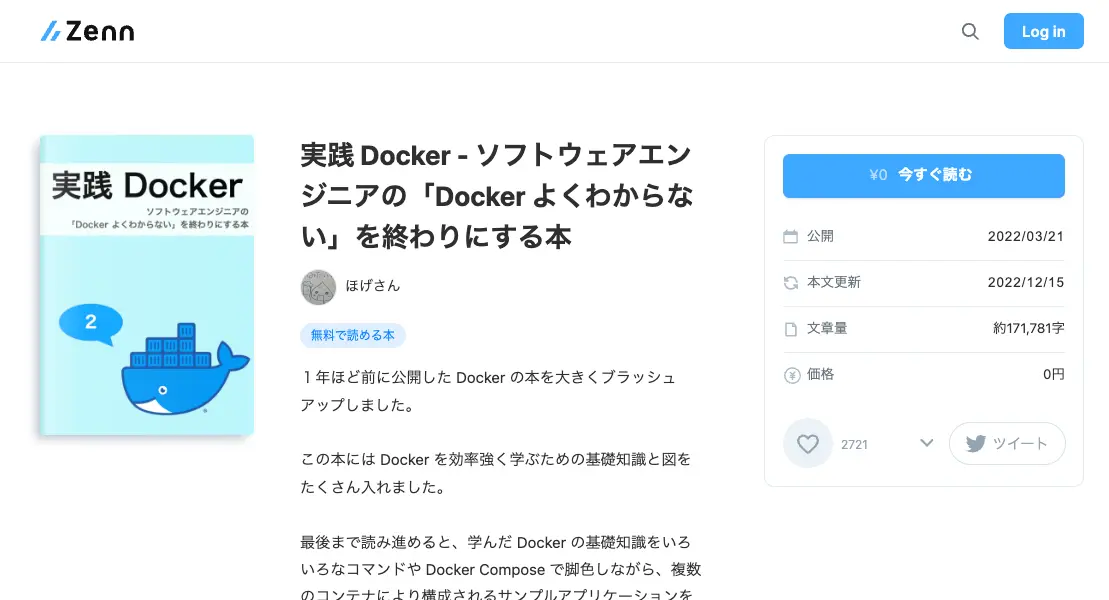 Zenn
Log in
実践 Docker
ソフトウェアエンジニアの
「Docker よくわからない」を終わりにする本
2
実践 Docker - ソフトウェアエン
ジニアの「Docker よくわからな
い」を終わりにする本
ほげさん
無料で読める本
１年ほど前に公開した Docker の本を大きくブラッシュ
アップしました。
この本には Docker を効率強く学ぶための基礎知識と図を
たくさん入れました。
最後まで読み進めると、学んだ Docker の基礎知識をいろ
いろなコマンドや Docker Compose で脚色しながら、複数
のコンテナにより構成されるサンプルアプリケーションを
¥0 今すぐ読む
公開 2022/03/21
本文更新 2022/12/15
文章量 約171,781字
価格 0円
2721
ツイート